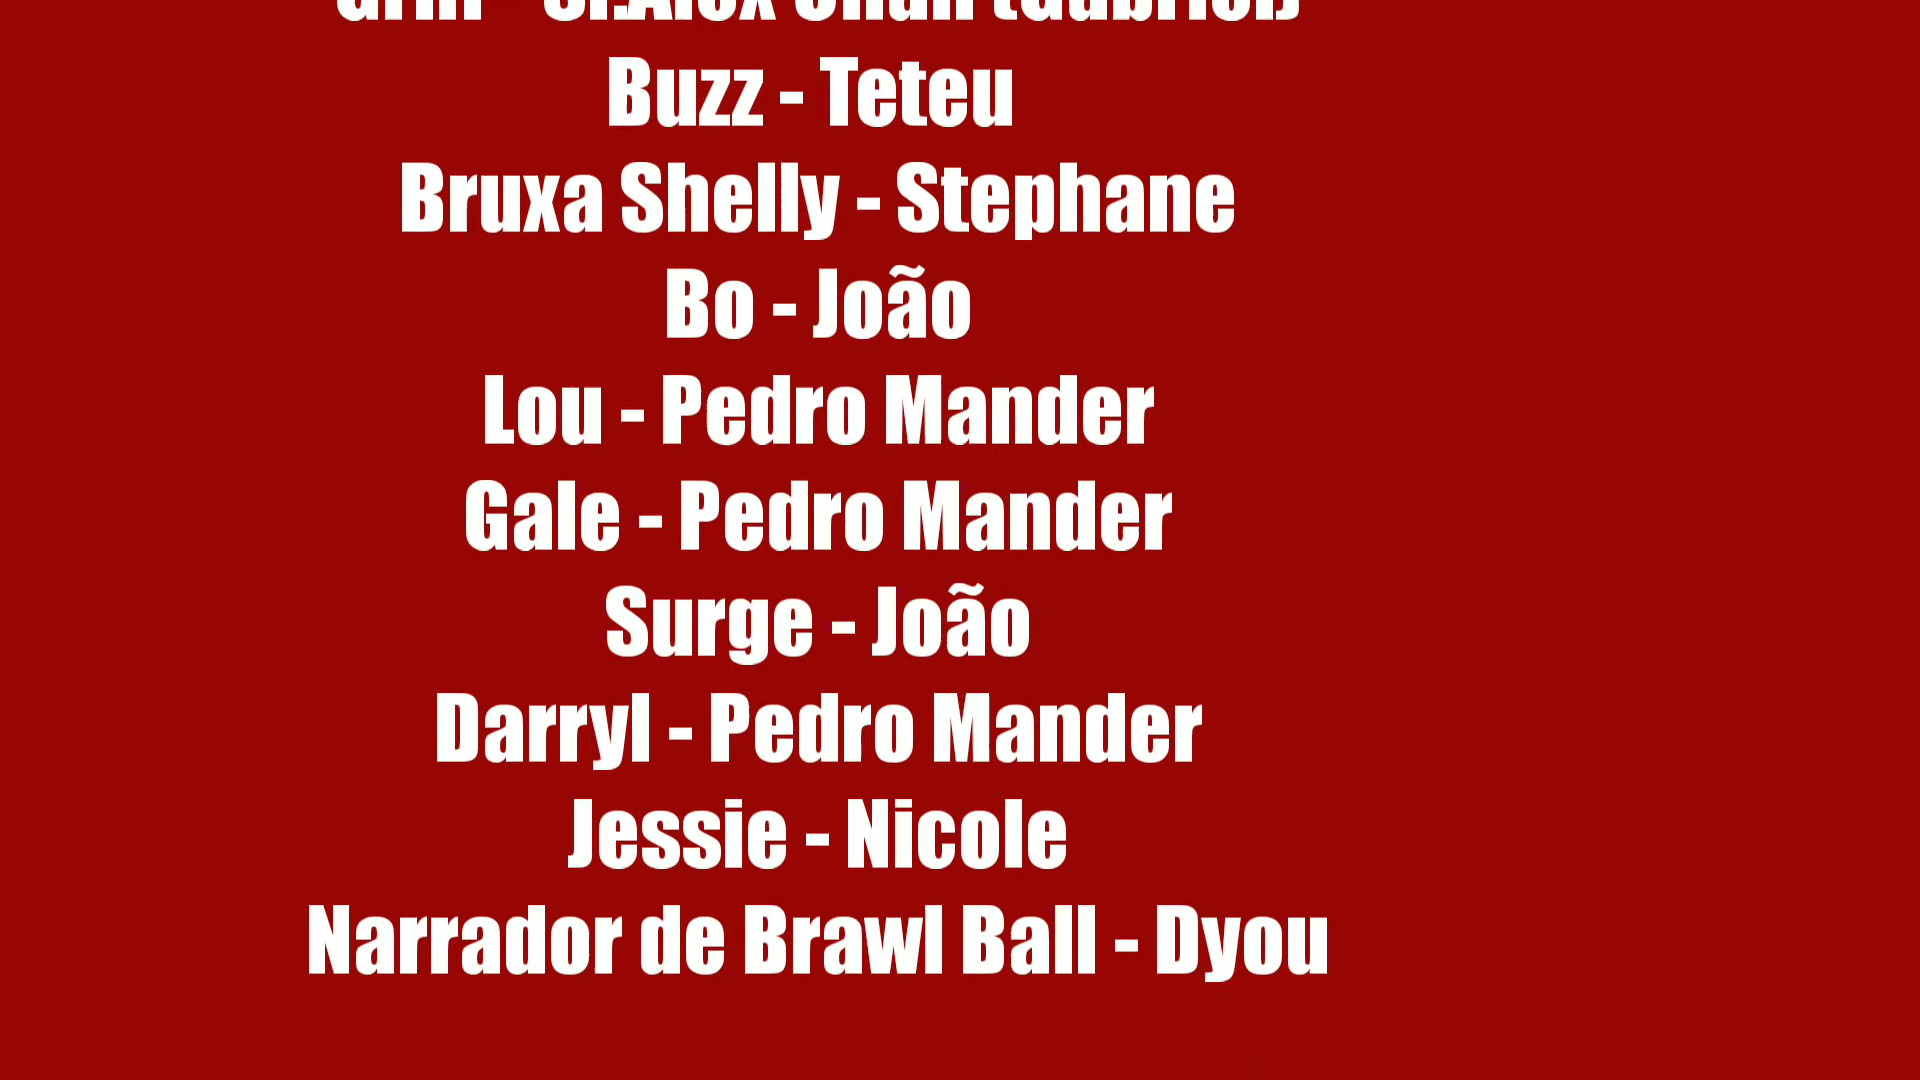 Buzz - Teteu
Bruxa Shelly - Stephane
Bo - João
Lou - Pedro Mander
Gale - Pedro Mander
Surge - João
Darryl - Pedro Mander
Jessie - Nicole
Narrador de Brawl Ball - Dyou